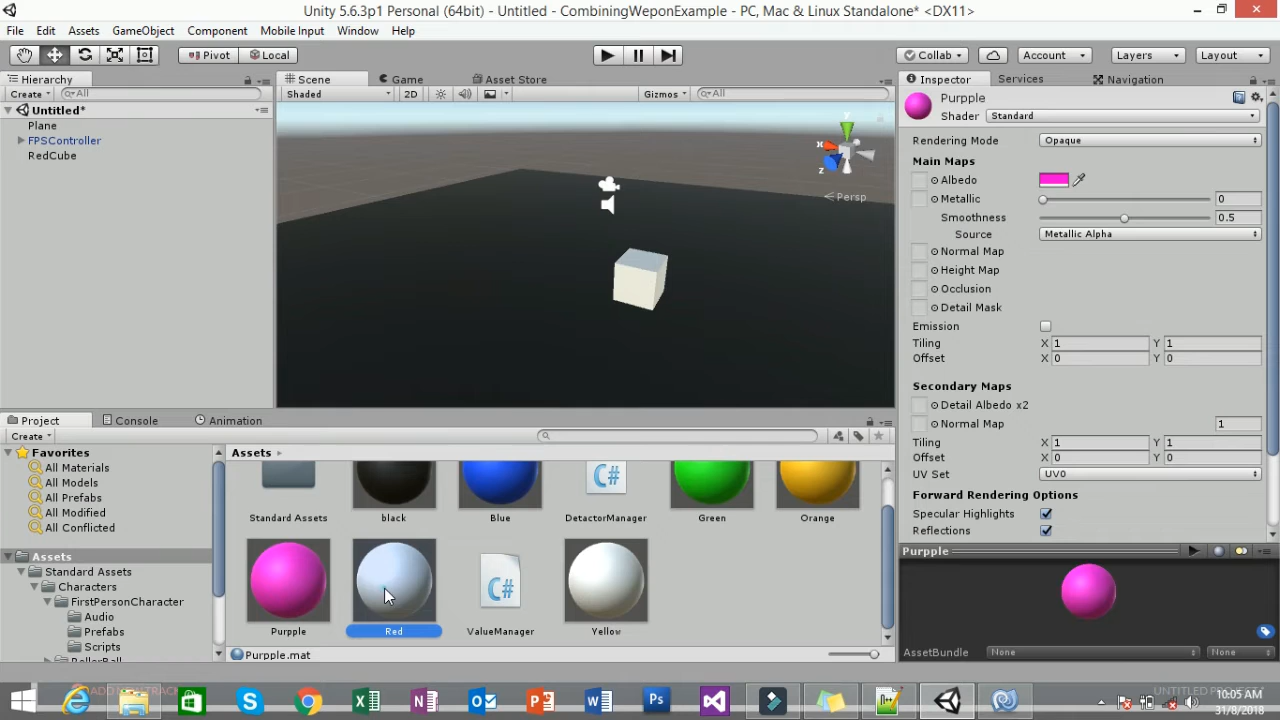 Unity 5.6.3p1 Personal (64bit) - Untitled - CombiningWeponExample - PC, Mac & Linux Standalone* <DX11>
File Edit Assets GameObject Component Mobile Input Window Help
Pivot Local Collab Account Layers Layout
Hierarchy Scene Game Asset Store Inspector Services Navigation
Create All Shaded 2D Gizmos All Purpple
Untitled* Shader Standard
Plane
FPSController
RedCube
y
x
z
Persp
Rendering Mode Opaque
Main Maps
Albedo
Metallic 0
Smoothness 0.5
Source Metallic Alpha
Normal Map
Height Map
Occlusion
Detail Mask
Emission
Tiling X 1 Y 1
Offset X 0 Y 0
Secondary Maps
Detail Albedo x2
Normal Map 1
Tiling X 1 Y 1
Offset X 0 Y 0
UV Set UV0
Forward Rendering Options
Specular Highlights
Reflections
Purpple
AssetBundle None None
Project Console Animation
Create
Favorites
All Materials
All Models
All Prefabs
All Modified
All Conflicted
Assets
Standard Assets
Characters
FirstPersonCharacter
Audio
Prefabs
Scripts
RollerBall
Assets
C#
Standard Assets black Blue DetactorManager Green Orange
C#
Purpple Red ValueManager Yellow
Purpple.mat
10:05 AM
31/8/2018